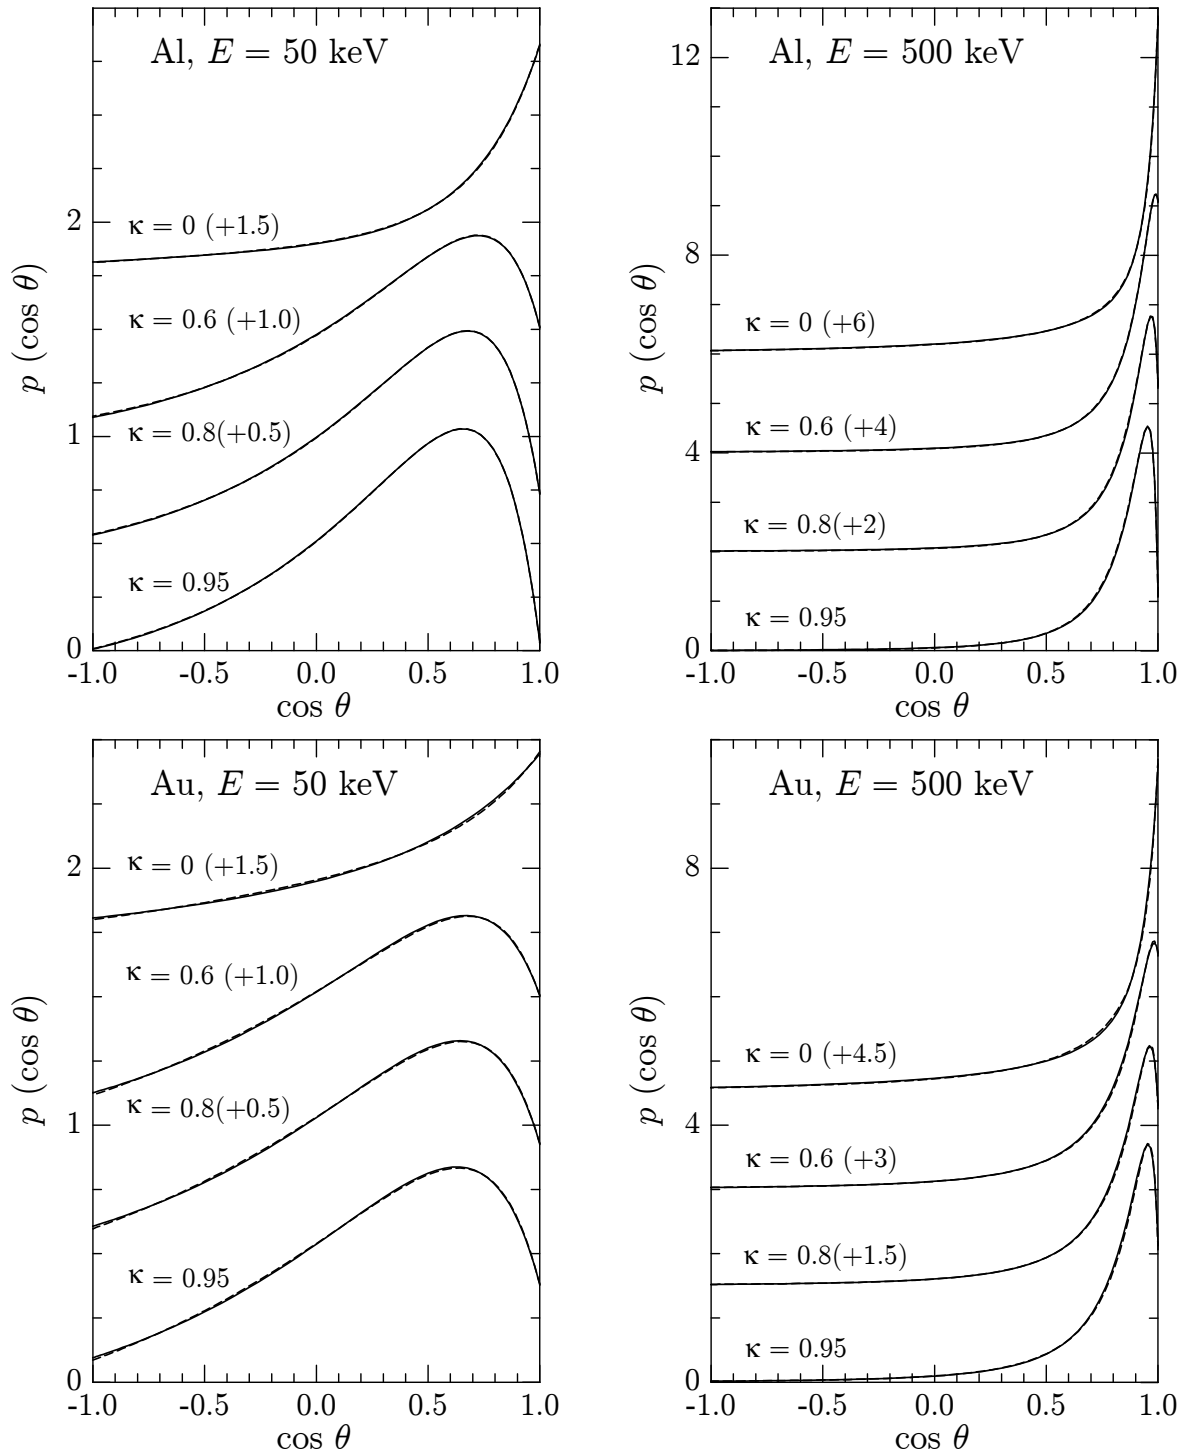 Al, E = 50 keV
2
1
0
κ = 0 (+1.5)
κ = 0.6 (+1.0)
κ = 0.8(+0.5)
κ = 0.95
p (cos θ)
-1.0 -0.5 0.0 0.5 1.0
cos θ
Al, E = 500 keV
12
8
4
0
κ = 0 (+6)
κ = 0.6 (+4)
κ = 0.8(+2)
κ = 0.95
p (cos θ)
-1.0 -0.5 0.0 0.5 1.0
cos θ
Au, E = 50 keV
2
1
0
κ = 0 (+1.5)
κ = 0.6 (+1.0)
κ = 0.8(+0.5)
κ = 0.95
p (cos θ)
-1.0 -0.5 0.0 0.5 1.0
cos θ
Au, E = 500 keV
8
4
0
κ = 0 (+4.5)
κ = 0.6 (+3)
κ = 0.8(+1.5)
κ = 0.95
p (cos θ)
-1.0 -0.5 0.0 0.5 1.0
cos θ